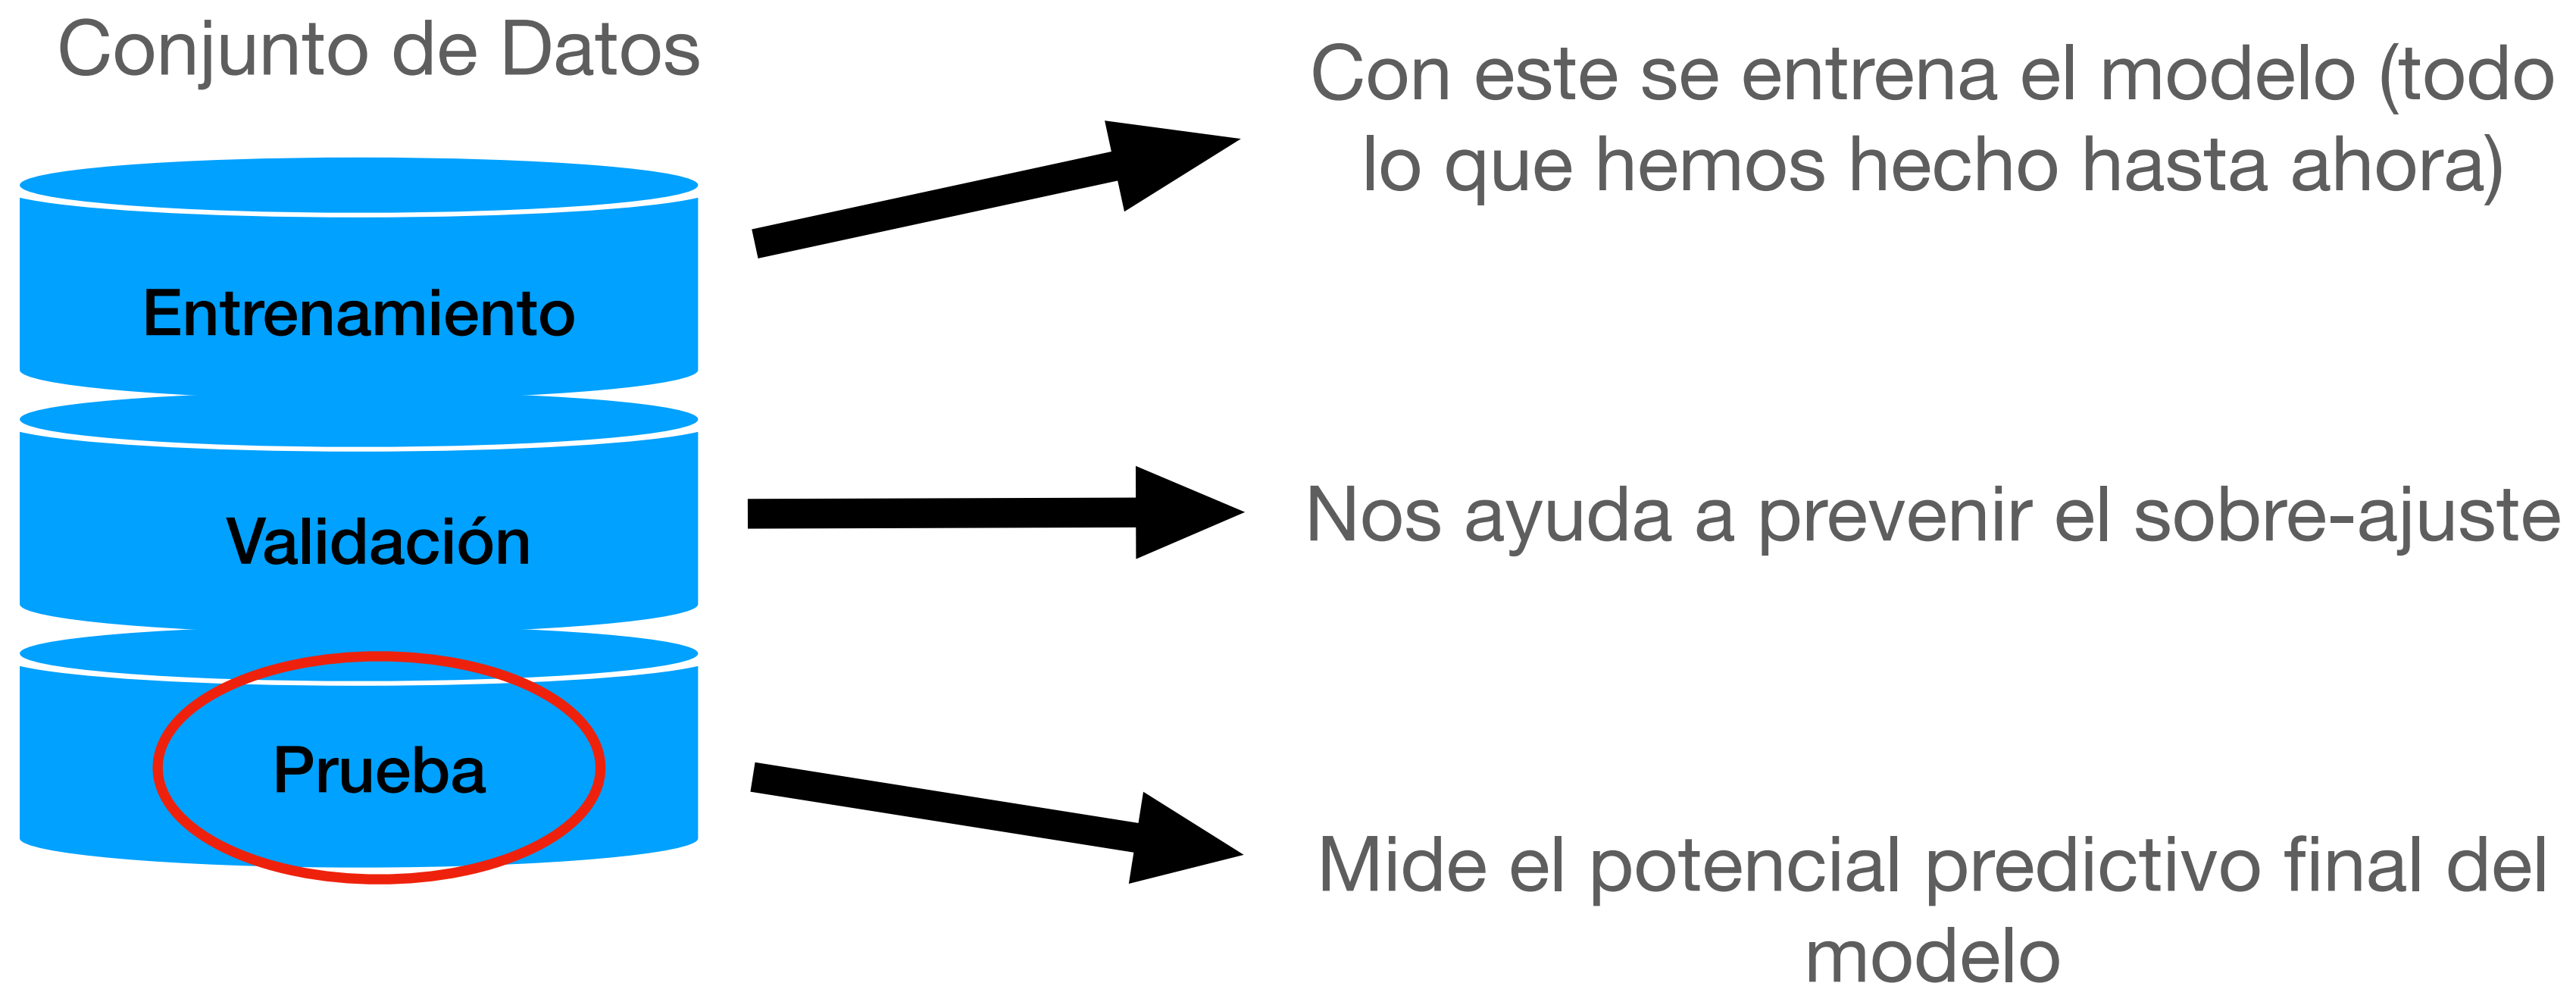 Conjunto de Datos
Con este se entrena el modelo (todo
lo que hemos hecho hasta ahora)
Entrenamiento
Nos ayuda a prevenir el sobre-ajuste
Validación
Prueba
Mide el potencial predictivo final del
modelo